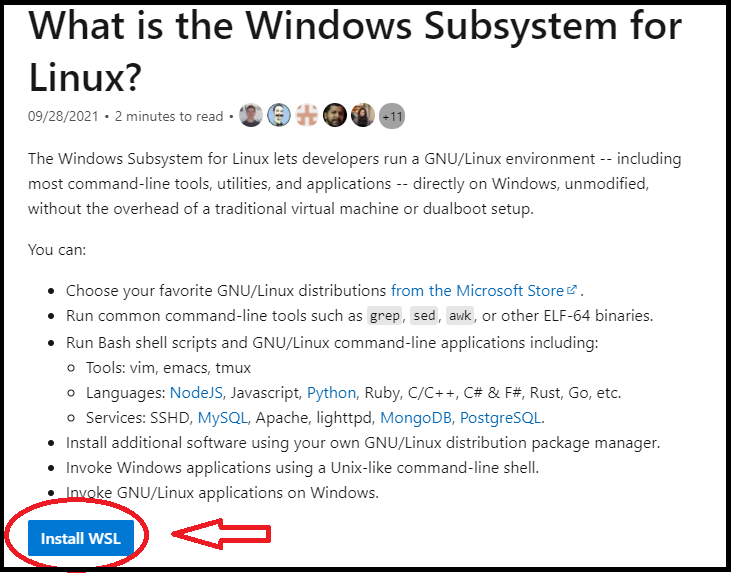 What is the Windows Subsystem for
Linux?
09/28/2021 • 2 minutes to read • +11
The Windows Subsystem for Linux lets developers run a GNU/Linux environment -- including
most command-line tools, utilities, and applications -- directly on Windows, unmodified,
without the overhead of a traditional virtual machine or dualboot setup.
You can:
• Choose your favorite GNU/Linux distributions from the Microsoft Store .
• Run common command-line tools such as grep, sed, awk, or other ELF-64 binaries.
• Run Bash shell scripts and GNU/Linux command-line applications including:
◦ Tools: vim, emacs, tmux
◦ Languages: NodeJS, Javascript, Python, Ruby, C/C++, C# & F#, Rust, Go, etc.
◦ Services: SSHD, MySQL, Apache, lighttpd, MongoDB, PostgreSQL.
• Install additional software using your own GNU/Linux distribution package manager.
• Invoke Windows applications using a Unix-like command-line shell.
• Invoke GNU/Linux applications on Windows.
Install WSL